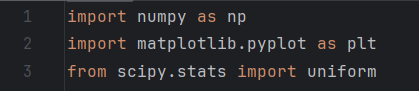 1 import numpy as np
2 import matplotlib.pyplot as plt
3 from scipy.stats import uniform